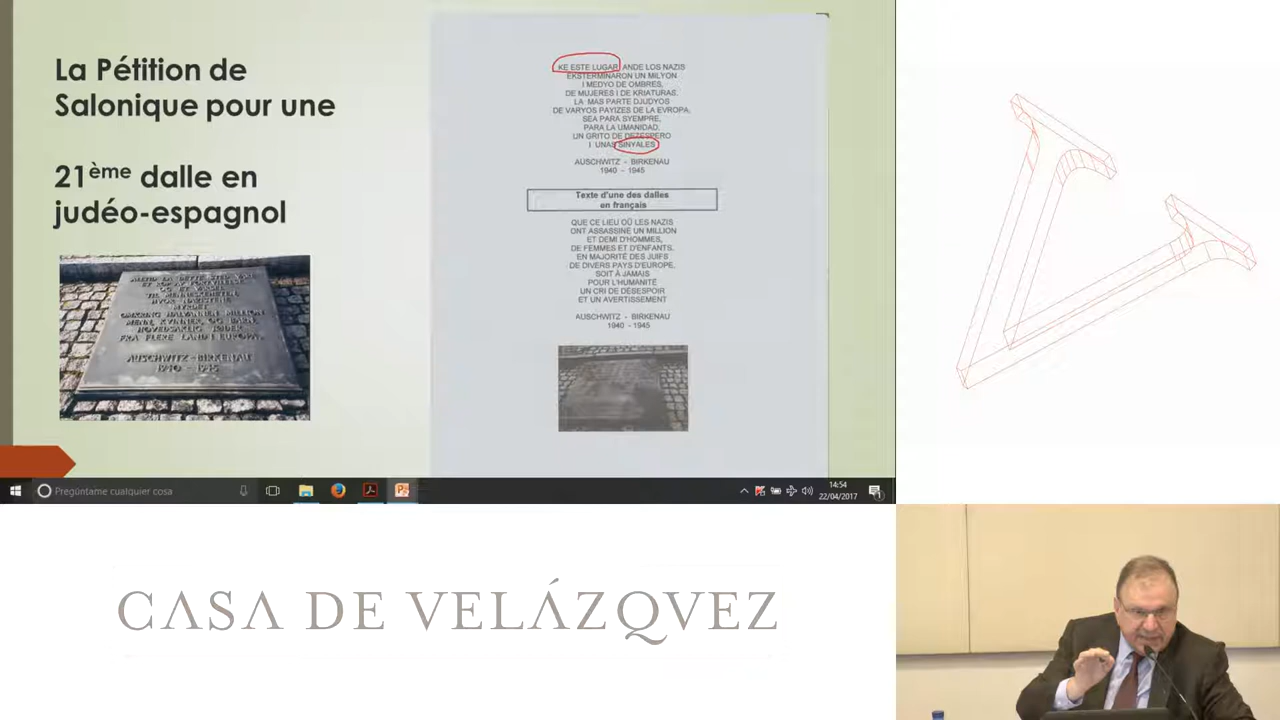 La Pétition de
Salonique pour une
21ème dalle en
judéo-espagnol
AUSCHWITZ-BIRKENAU
1940 - 1945
KE ESTE LUGAR, ANDE LOS NAZIS
EKSTERMINARON UN MILYON
I MEDYO DE OMBRES,
DE MUJERES I DE KRIATURAS.
LA MAS PARTE DJUDYOS
DE VARYOS PAYIZES DE LA EVROPA,
SEA PARA SYEMPRE,
PARA LA UMANIDAD,
UN GRITO DE DEZESPERO
I UNAS SINYALES
AUSCHWITZ - BIRKENAU
1940 - 1945
Texte d'une des dalles
en français
QUE CE LIEU OÙ LES NAZIS
ONT ASSASSINÉ UN MILLION
ET DEMI D'HOMMES,
DE FEMMES ET D'ENFANTS,
EN MAJORITÉ DES JUIFS
DE DIVERS PAYS D'EUROPE,
SOIT À JAMAIS
POUR L'HUMANITÉ
UN CRI DE DÉSESPOIR
ET UN AVERTISSEMENT
AUSCHWITZ - BIRKENAU
1940 - 1945
Pregúntame cualquier cosa
14:54
22/04/2017
CASA DE VELÁZQVEZ